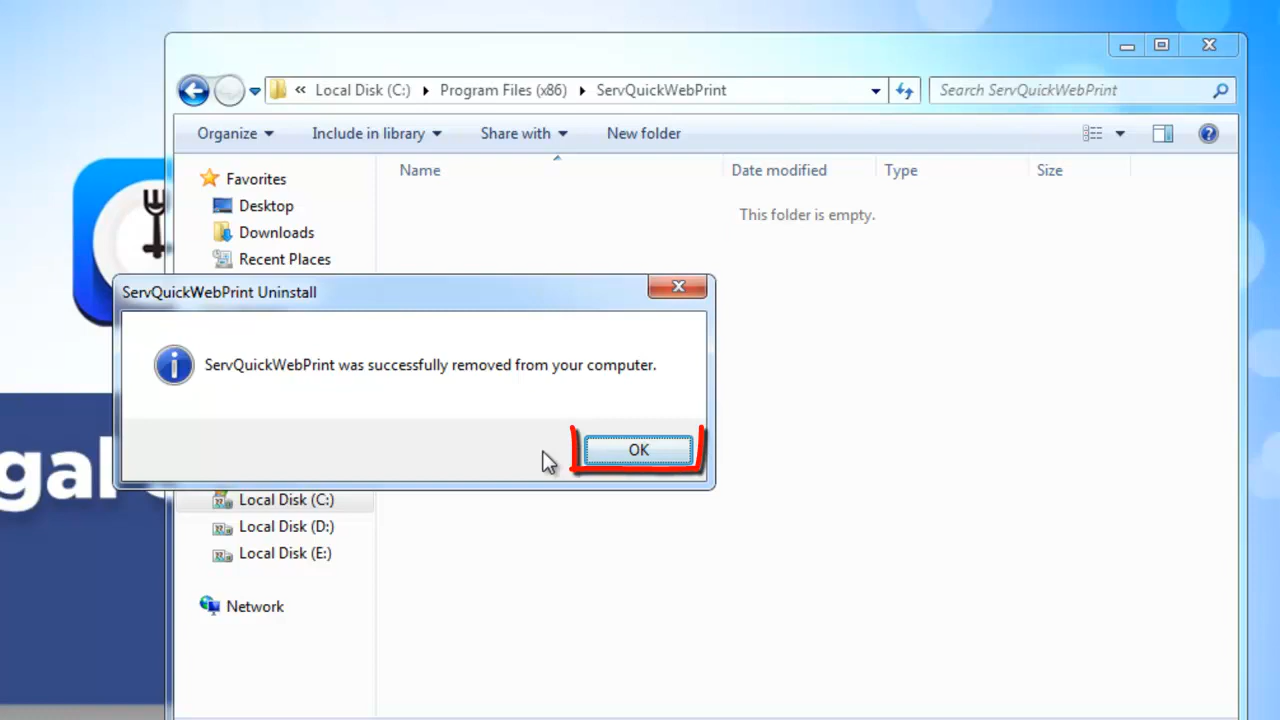 « Local Disk (C:) Program Files (x86) ServQuickWebPrint Search ServQuickWebPrint
Organize Include in library Share with New folder
Name Date modified Type Size
This folder is empty.
Favorites
Desktop
Downloads
Recent Places
ServQuickWebPrint Uninstall
ServQuickWebPrint was successfully removed from your computer.
OK
gal
Local Disk (C:)
Local Disk (D:)
Local Disk (E:)
Network